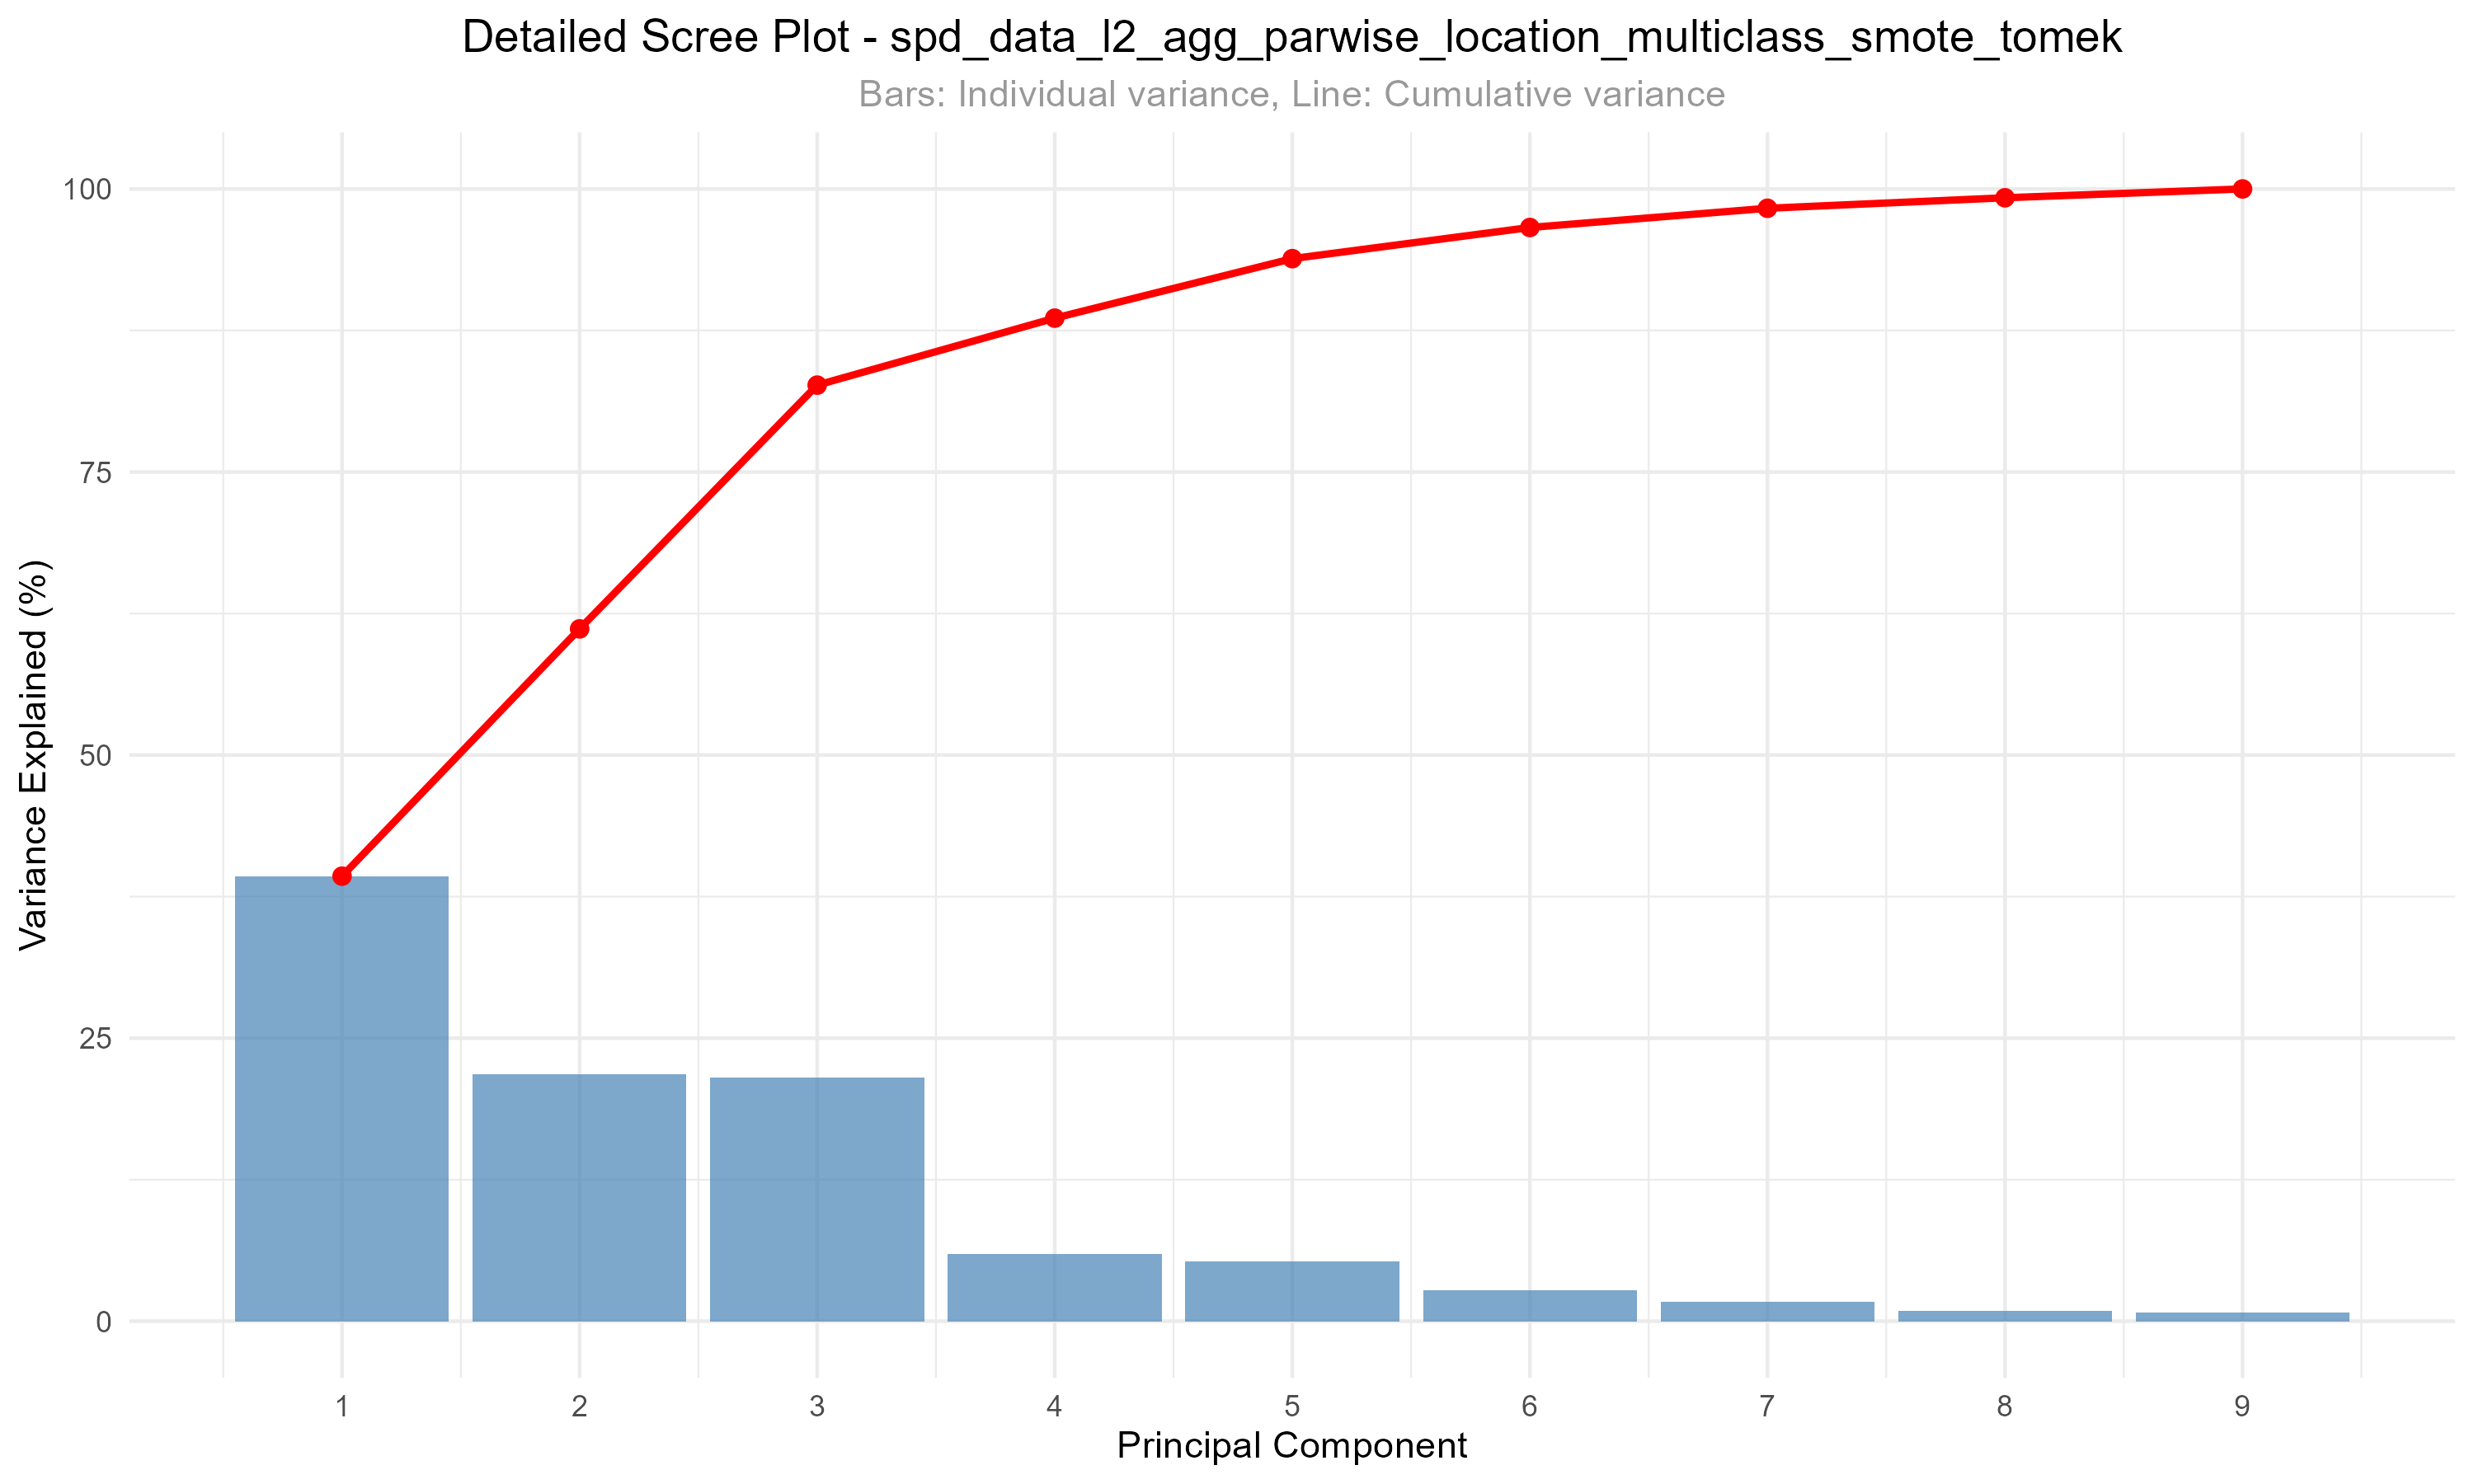 Detailed Scree Plot - spd_data_l2_agg_parwise_location_multiclass_smote_tomek
Bars: Individual variance, Line: Cumulative variance
Variance Explained (%)
100
75
50
25
0
1 2 3 4 5 6 7 8 9
Principal Component